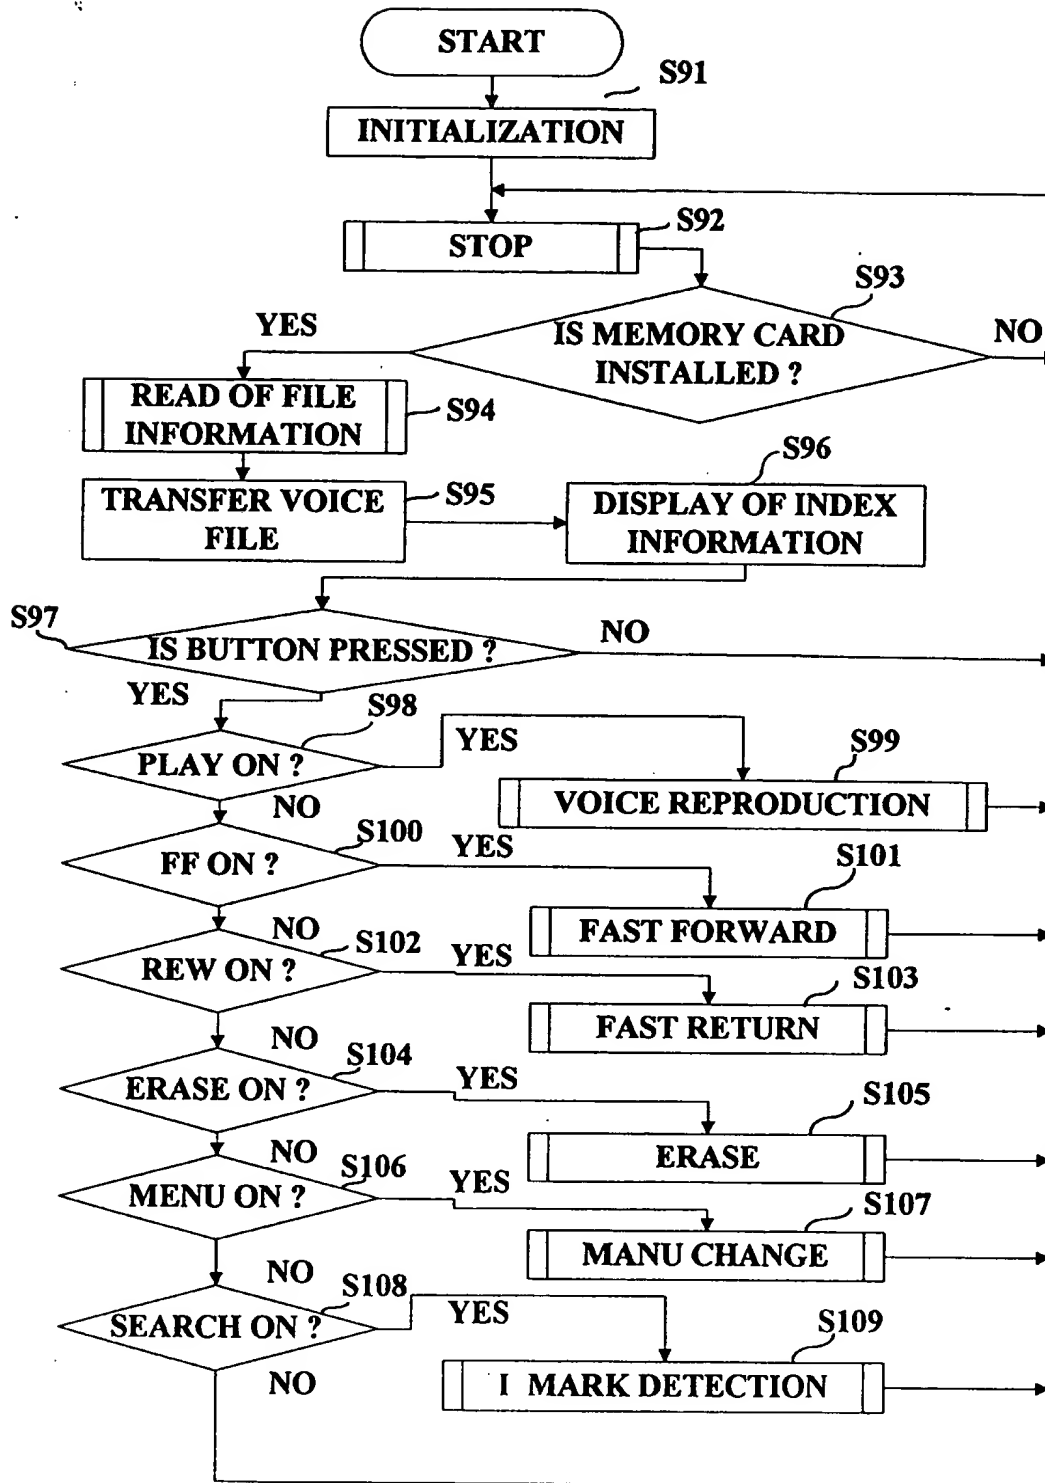 START
S91
INITIALIZATION
S92
STOP
S93
YES
IS MEMORY CARD
INSTALLED ?
NO
READ OF FILE
INFORMATION
S94
S96
TRANSFER VOICE
FILE
S95
DISPLAY OF INDEX
INFORMATION
S97
IS BUTTON PRESSED ?
NO
YES
S98
PLAY ON ?
YES
S99
VOICE REPRODUCTION
NO
S100
FF ON ?
YES
S101
FAST FORWARD
NO
S102
REW ON ?
YES
S103
FAST RETURN
NO
S104
ERASE ON ?
YES
S105
ERASE
NO
S106
MENU ON ?
YES
S107
MANU CHANGE
NO
S108
SEARCH ON ?
YES
S109
I MARK DETECTION
NO